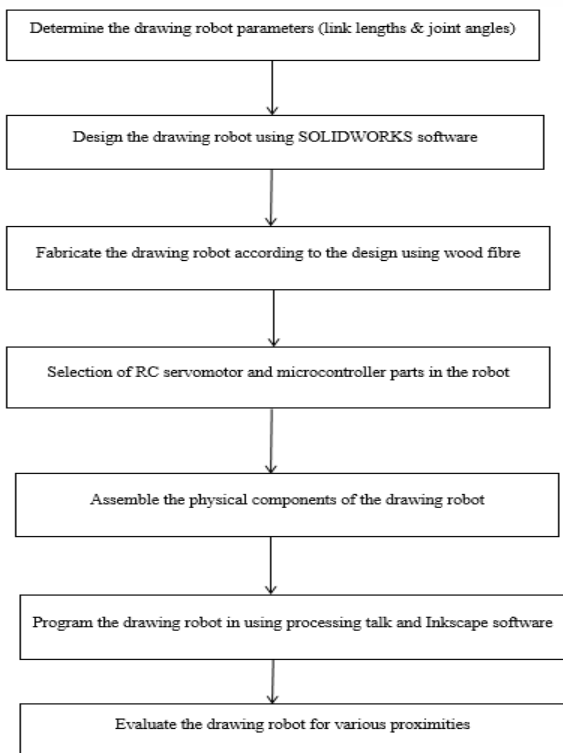 Determine the drawing robot parameters (link lengths & joint angles)
Design the drawing robot using SOLIDWORKS software
Fabricate the drawing robot according to the design using wood fibre
Selection of RC servomotor and microcontroller parts in the robot
Assemble the physical components of the drawing robot
Program the drawing robot in using processing talk and Inkscape software
Evaluate the drawing robot for various proximities